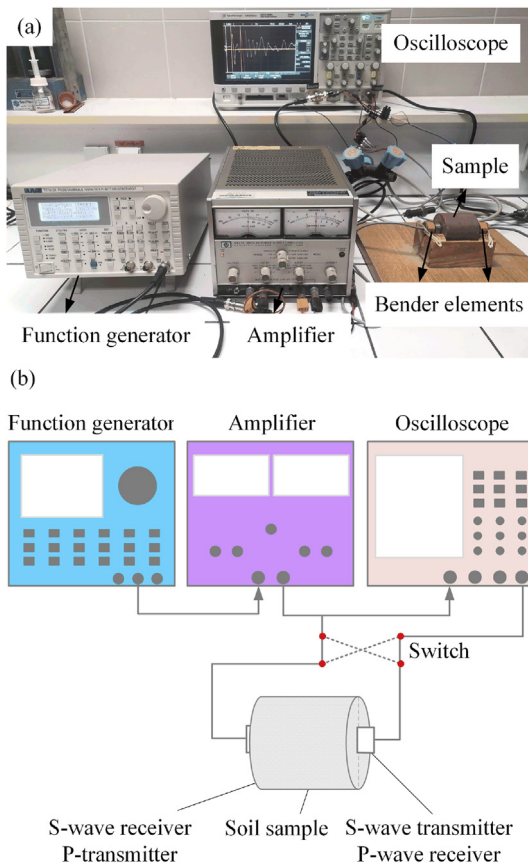 (a)
Oscilloscope
Sample
Bender elements
Function generator
Amplifier
(b)
Function generator
Amplifier
Oscilloscope
Switch
S-wave receiver
P-transmitter
Soil sample
S-wave transmitter
P-wave receiver